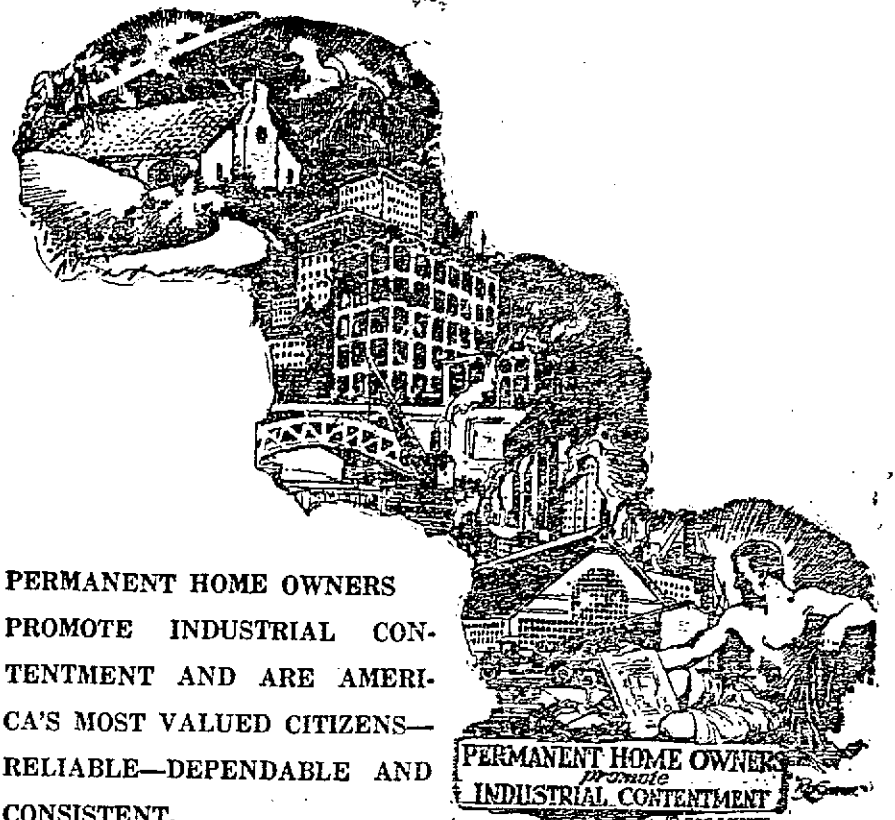 PERMANENT HOME OWNERS
PROMOTE INDUSTRIAL CON-
TENTMENT AND ARE AMERI-
CA'S MOST VALUED CITIZENS—
RELIABLE—DEPENDABLE AND
CONSISTENT.
PERMANENT HOME OWNERS
promote
INDUSTRIAL CONTENTMENT